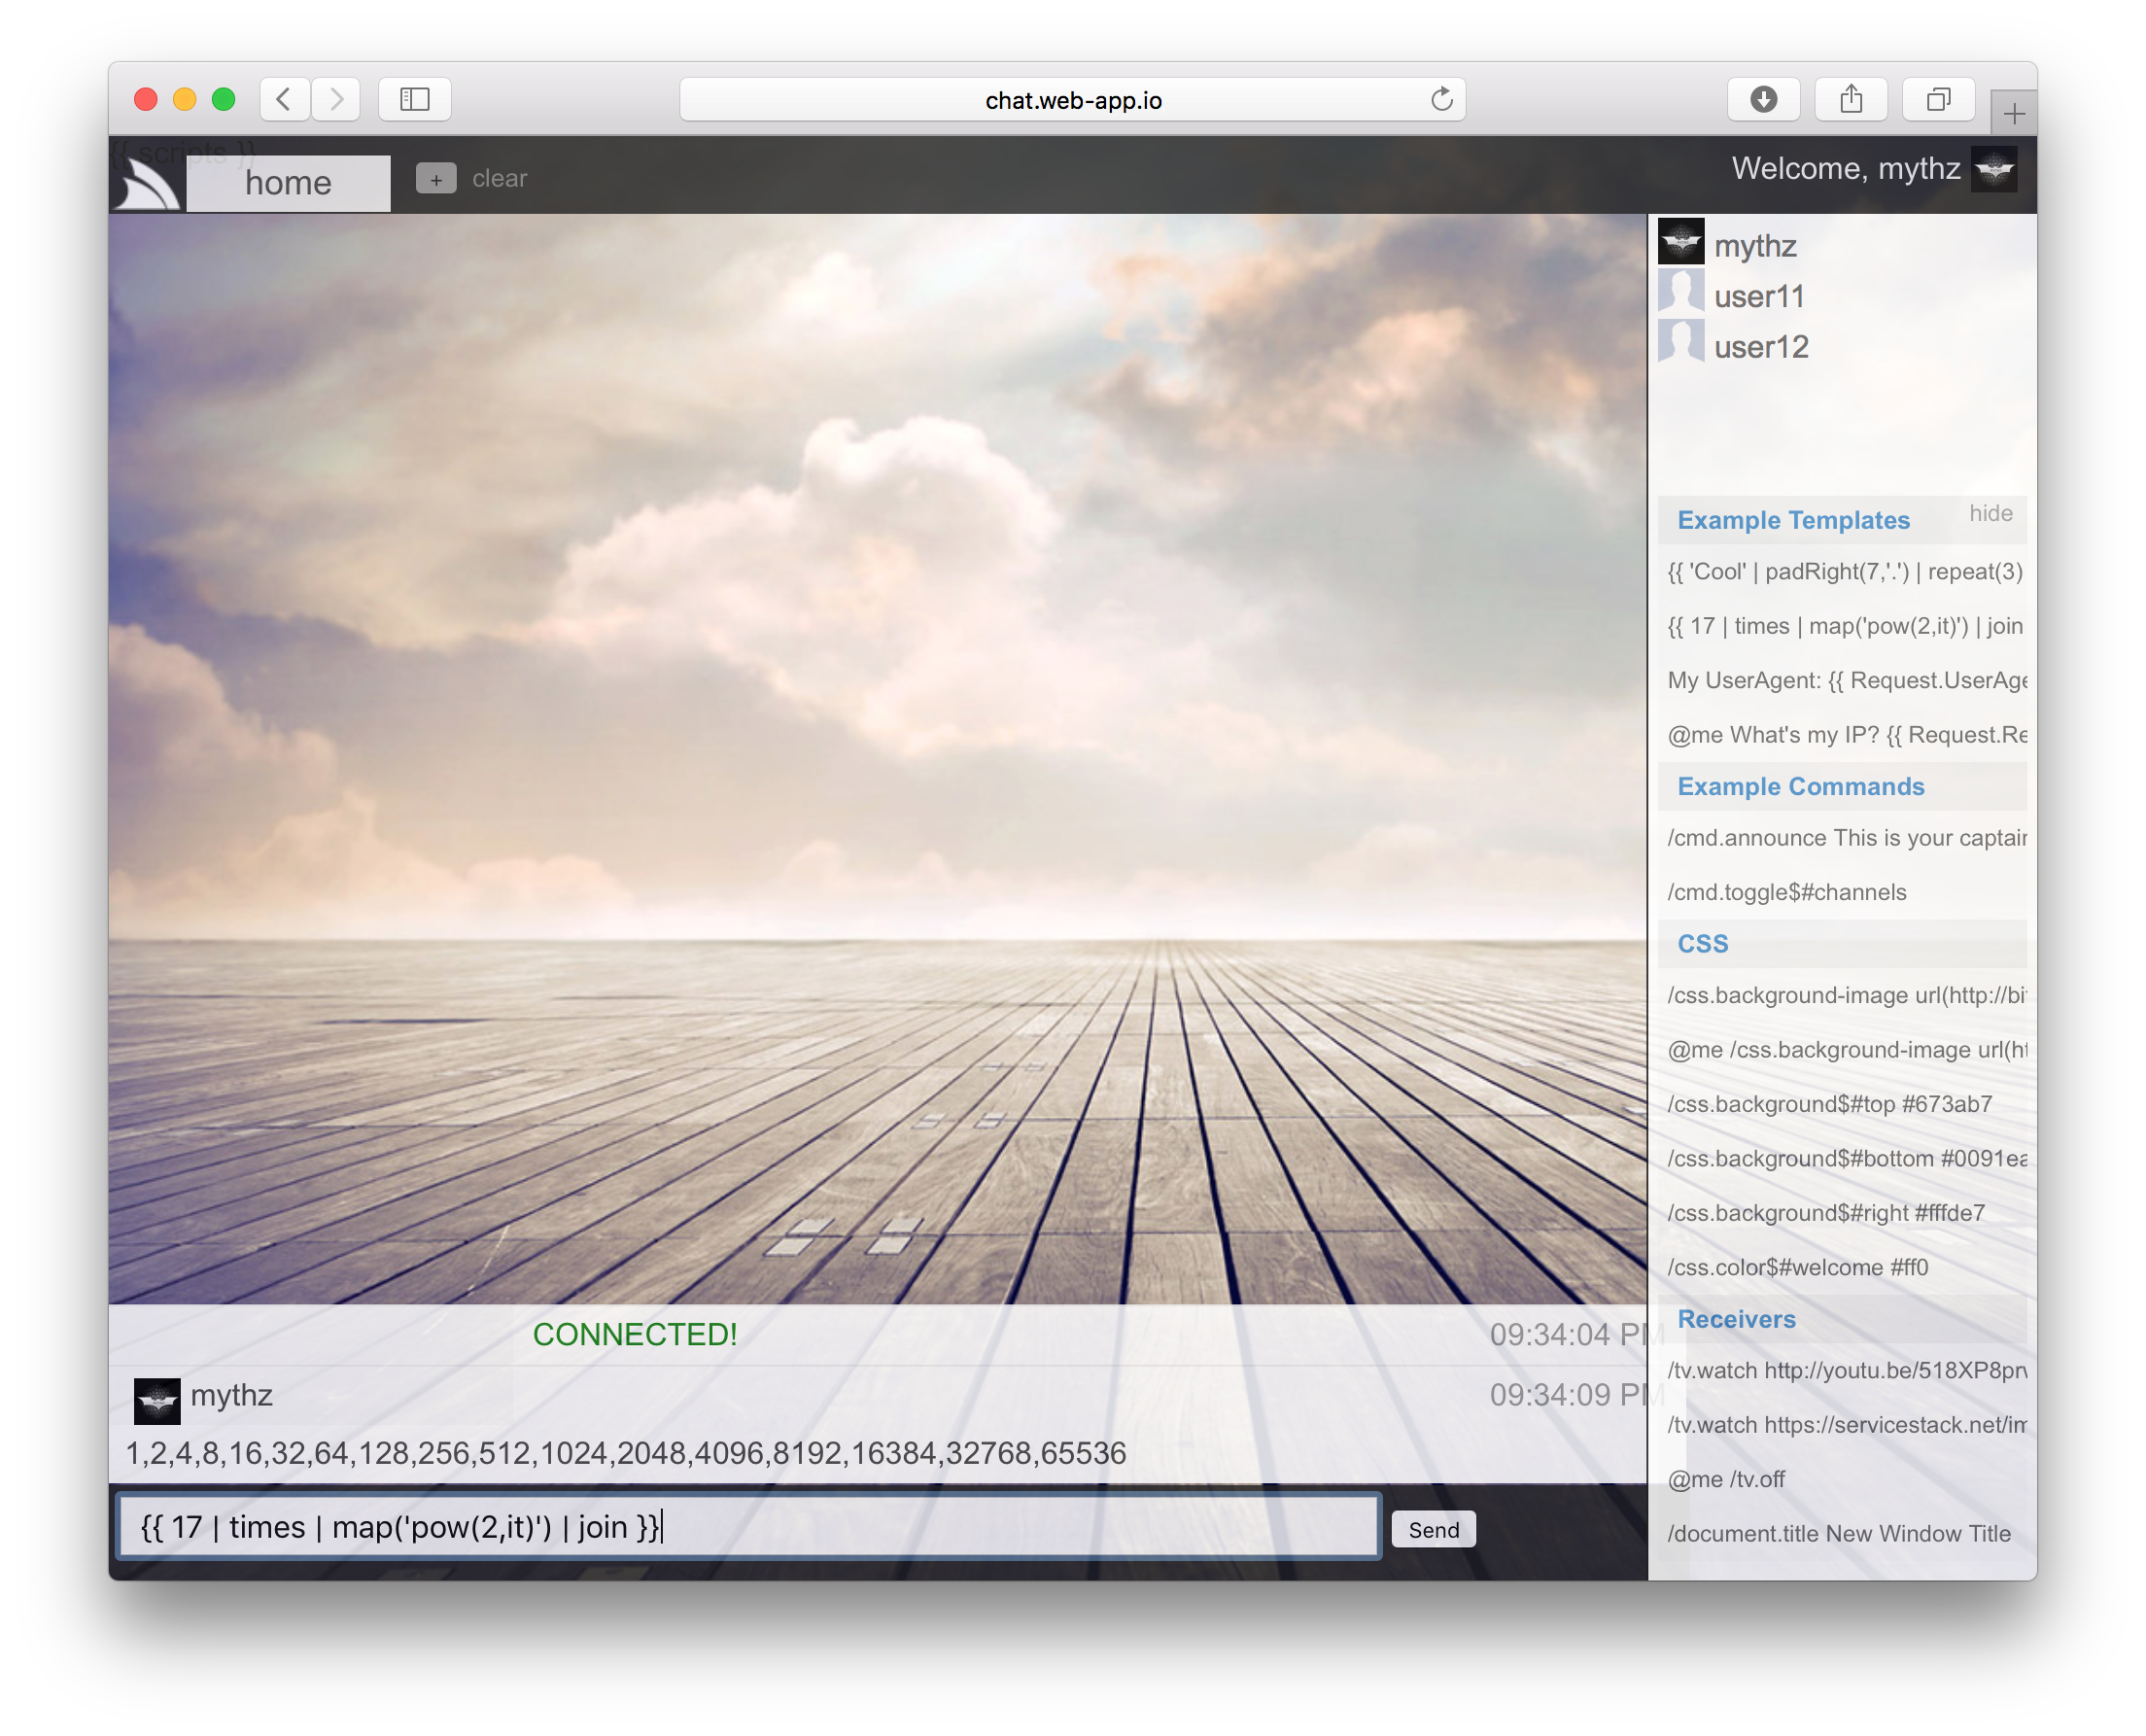 chat.web-app.io
{{ scripts }}
home
+
clear
Welcome, mythz
mythz
user11
user12
Example Templates
hide
{{ 'Cool' | padRight(7,'.') | repeat(3)
{{ 17 | times | map('pow(2,it)') | join
My UserAgent: {{ Request.UserAge
@me What's my IP? {{ Request.Re
Example Commands
/cmd.announce This is your captain
/cmd.toggle$#channels
CSS
/css.background-image url(http://bit
@me /css.background-image url(ht
/css.background$#top #673ab7
/css.background$#bottom #0091ea
/css.background$#right #fffde7
/css.color$#welcome #ff0
Receivers
/tv.watch http://youtu.be/518XP8prv
/tv.watch https://servicestack.net/im
@me /tv.off
/document.title New Window Title
CONNECTED!
09:34:04 PM
mythz
09:34:09 PM
1,2,4,8,16,32,64,128,256,512,1024,2048,4096,8192,16384,32768,65536
{{ 17 | times | map('pow(2,it)') | join }}
Send